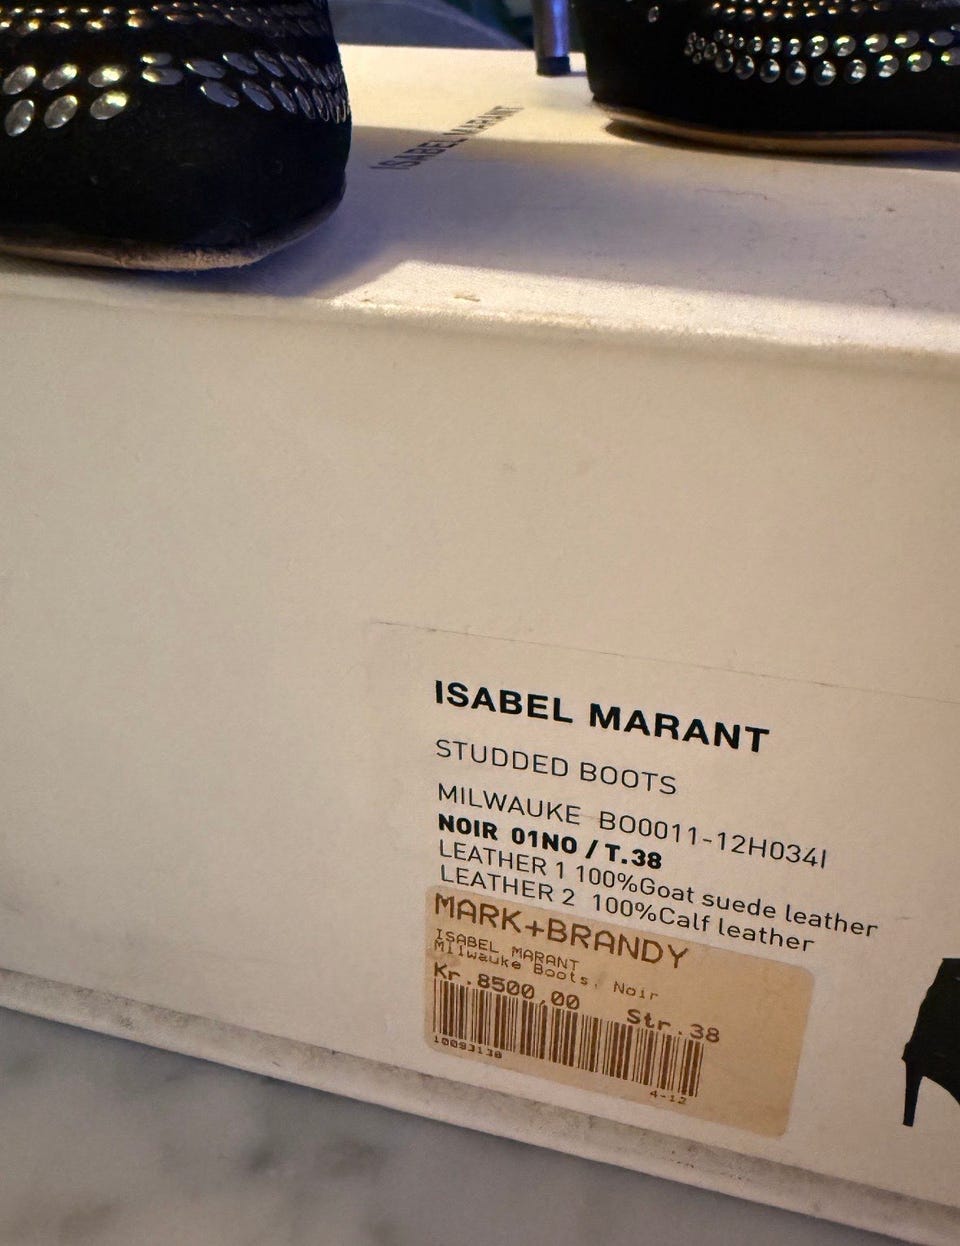 ISABEL MARANT
ISABEL MARANT
STUDDED BOOTS
MILWAUKE BO0011-12H034I
NOIR 01NO / T.38
LEATHER 1 100%Goat suede leather
LEATHER 2 100%Calf leather
MARK+BRANDY
ISABEL MARANT
Milwauke Boots, Noir
Kr.8500,00 Str.38
10093138
4-12